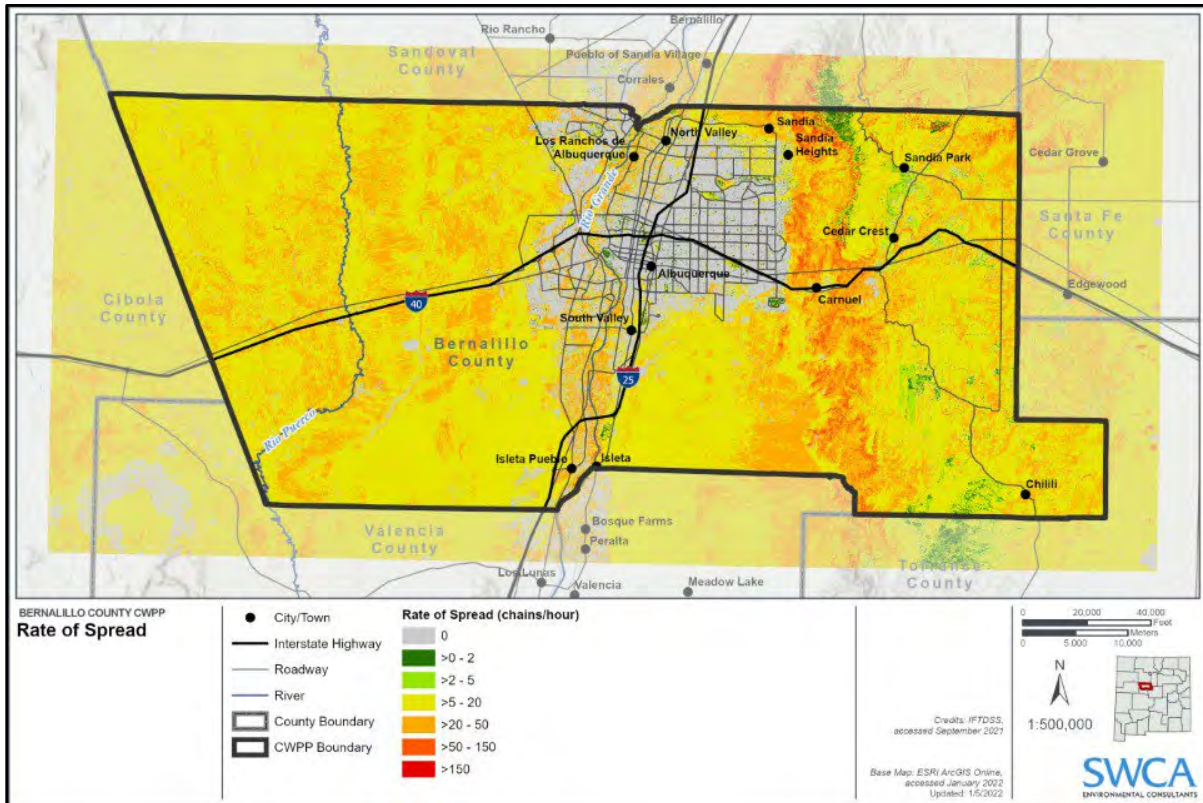 Bernalillo
Rio Rancho
Sandoval
County
Pueblo of Sandia Village
Corrales
Sandia
North Valley
Los Ranchos de
Albuquerque
Sandia
Heights
Sandia Park
Cedar Grove
Rio Grande
Santa Fe
County
Cedar Crest
Albuquerque
Edgewood
Carnuel
Cibola
County
40
South Valley
Bernalillo
County
25
Rio Puerco
Isleta Pueblo
Isleta
Chilili
Bosque Farms
Valencia
County
Peralta
Torrance
County
Los Lunas
Valencia
Meadow Lake
BERNALILLO COUNTY CWPP
Rate of Spread
City/Town
Interstate Highway
Roadway
River
County Boundary
CWPP Boundary
Rate of Spread (chains/hour)
0
>0 - 2
>2 - 5
>5 - 20
>20 - 50
>50 - 150
>150
Credits: IFTDSS,
accessed September 2021
Base Map: ESRI ArcGIS Online,
accessed January 2022
Updated: 1/5/2022
0 20,000 40,000
Feet
Meters
0 5,000 10,000
N
1:500,000
SWCA
ENVIRONMENTAL CONSULTANTS